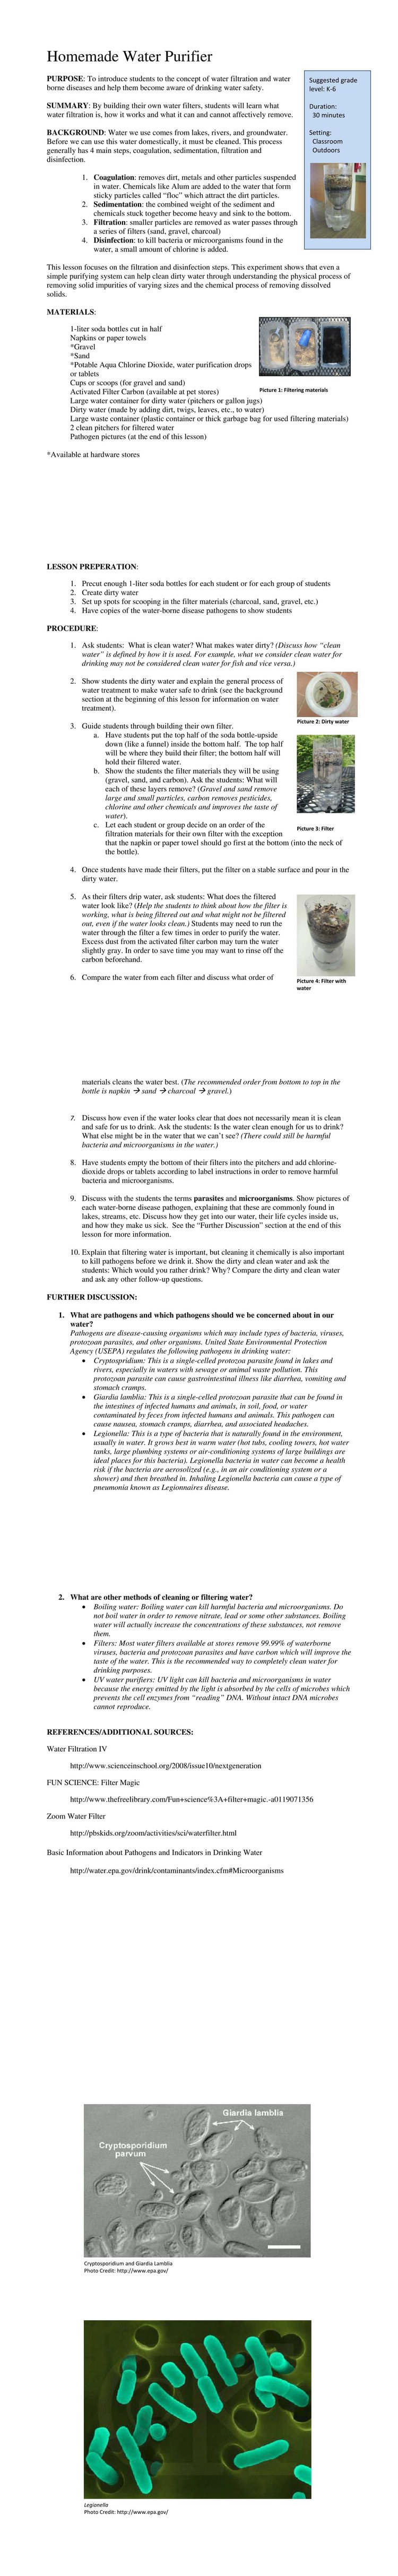 Homemade Water Purifier
PURPOSE: To introduce students to the concept of water filtration and water
borne diseases and help them become aware of drinking water safety.
SUMMARY: By building their own water filters, students will learn what
water filtration is, how it works and what it can and cannot effectively remove.
BACKGROUND: Water we use comes from lakes, rivers, and groundwater.
Before we can use this water domestically, it must be cleaned. This process
generally has 4 main steps, coagulation, sedimentation, filtration and
disinfection.
Suggested grade
level: K-6
Duration:
30 minutes
Setting:
Classroom
Outdoors
1. Coagulation: removes dirt, metals and other particles suspended
in water. Chemicals like Alum are added to the water that form
sticky particles called “floc” which attract the dirt particles.
2. Sedimentation: the combined weight of the sediment and
chemicals stuck together become heavy and sink to the bottom.
3. Filtration: smaller particles are removed as water passes through
a series of filters (sand, gravel, charcoal)
4. Disinfection: to kill bacteria or microorganisms found in the
water, a small amount of chlorine is added.
This lesson focuses on the filtration and disinfection steps. This experiment shows that even a
simple purifying system can help clean dirty water through understanding the physical process of
removing solid impurities of varying sizes and the chemical process of removing dissolved
solids.
MATERIALS:
1-liter soda bottles cut in half
Napkins or paper towels
*Gravel
*Sand
*Potable Aqua Chlorine Dioxide, water purification drops
or tablets
Cups or scoops (for gravel and sand)
Activated Filter Carbon (available at pet stores)
Picture 1: Filtering materials
Large water container for dirty water (pitchers or gallon jugs)
Dirty water (made by adding dirt, twigs, leaves, etc., to water)
Large waste container (plastic container or thick garbage bag for used filtering materials)
2 clean pitchers for filtered water
Pathogen pictures (at the end of this lesson)
*Available at hardware stores
LESSON PREPARATION:
1. Precut enough 1-liter soda bottles for each student or for each group of students
2. Create dirty water
3. Set up spots for scooping in the filter materials (charcoal, sand, gravel, etc.)
4. Have copies of the water-borne disease pathogens to show students
PROCEDURE:
1. Ask students: What is clean water? What makes water dirty? (Discuss how “clean
water” is defined by how it is used. For example, what we consider clean water for
drinking may not be considered clean water for fish and vice versa.)
2. Show students the dirty water and explain the general process of
water treatment to make water safe to drink (see the background
section at the beginning of this lesson for information on water
treatment).
Picture 2: Dirty water
3. Guide students through building their own filter.
a. Have students put the top half of the soda bottle-upside
down (like a funnel) inside the bottom half. The top half
will be where they build their filter; the bottom half will
hold their filtered water.
b. Show the students the filter materials they will be using
(gravel, sand, and carbon). Ask the students: What will
each of these layers remove? (Gravel and sand remove
large and small particles, carbon removes pesticides,
chlorine and other chemicals and improves the taste of
water).
c. Let each student or group decide on an order of the
filtration materials for their own filter with the exception
that the napkin or paper towel should go first at the bottom (into the neck of
the bottle).
Picture 3: Filter
4. Once students have made their filters, put the filter on a stable surface and pour in the
dirty water.
5. As their filters drip water, ask students: What does the filtered
water look like? (Help the students to think about how the filter is
working, what is being filtered out and what might not be filtered
out, even if the water looks clean.) Students may need to run the
water through the filter a few times in order to purify the water.
Excess dust from the activated filter carbon may turn the water
slightly gray. In order to save time you may want to rinse off the
carbon beforehand.
6. Compare the water from each filter and discuss what order of
Picture 4: Filter with
water
materials cleans the water best. (The recommended order from bottom to top in the
bottle is napkin → sand → charcoal → gravel.)
7. Discuss how even if the water looks clear that does not necessarily mean it is clean
and safe for us to drink. Ask the students: Is the water clean enough for us to drink?
What else might be in the water that we can’t see? (There could still be harmful
bacteria and microorganisms in the water.)
8. Have students empty the bottom of their filters into the pitchers and add chlorine-
dioxide drops or tablets according to label instructions in order to remove harmful
bacteria and microorganisms.
9. Discuss with the students the terms parasites and microorganisms. Show pictures of
each water-borne disease pathogen, explaining that these are commonly found in
lakes, streams, etc. Discuss how they get into our water, their life cycles inside us,
and how they make us sick. See the “Further Discussion” section at the end of this
lesson for more information.
10. Explain that filtering water is important, but cleaning it chemically is also important
to kill pathogens before we drink it. Show the dirty and clean water and ask the
students: Which would you rather drink? Why? Compare the dirty and clean water
and ask any other follow-up questions.
FURTHER DISCUSSION:
1. What are pathogens and which pathogens should we be concerned about in our
water?
Pathogens are disease-causing organisms which may include types of bacteria, viruses,
protozoan parasites, and other organisms. United State Environmental Protection
Agency (USEPA) regulates the following pathogens in drinking water:
• Cryptospridium: This is a single-celled protozoa parasite found in lakes and
rivers, especially in waters with sewage or animal waste pollution. This
protozoan parasite can cause gastrointestinal illness like diarrhea, vomiting and
stomach cramps.
• Giardia lamblia: This is a single-celled protozoan parasite that can be found in
the intestines of infected humans and animals, in soil, food, or water
contaminated by feces from infected humans and animals. This pathogen can
cause nausea, stomach cramps, diarrhea, and associated headaches.
• Legionella: This is a type of bacteria that is naturally found in the environment,
usually in water. It grows best in warm water (hot tubs, cooling towers, hot water
tanks, large plumbing systems or air-conditioning systems of large buildings are
ideal places for this bacteria). Legionella bacteria in water can become a health
risk if the bacteria are aerosolized (e.g., in an air conditioning system or a
shower) and then breathed in. Inhaling Legionella bacteria can cause a type of
pneumonia known as Legionnaires disease.
2. What are other methods of cleaning or filtering water?
• Boiling water: Boiling water can kill harmful bacteria and microorganisms. Do
not boil water in order to remove nitrate, lead or some other substances. Boiling
water will actually increase the concentrations of these substances, not remove
them.
• Filters: Most water filters available at stores remove 99.99% of waterborne
viruses, bacteria and protozoan parasites and have carbon which will improve the
taste of the water. This is the recommended way to completely clean water for
drinking purposes.
• UV water purifiers: UV light can kill bacteria and microorganisms in water
because the energy emitted by the light is absorbed by the cells of microbes which
prevents the cell enzymes from “reading” DNA. Without intact DNA microbes
cannot reproduce.
REFERENCES/ADDITIONAL SOURCES:
Water Filtration IV
http://www.scienceinschool.org/2008/issue10/nextgeneration
FUN SCIENCE: Filter Magic
http://www.thefreelibrary.com/Fun+science%3A+filter+magic.-a0119071356
Zoom Water Filter
http://pbskids.org/zoom/activities/sci/waterfilter.html
Basic Information about Pathogens and Indicators in Drinking Water
http://water.epa.gov/drink/contaminants/index.cfm#Microorganisms
Giardia lamblia
Cryptosporidium
parvum
Cryptosporidium and Giardia Lamblia
Photo Credit: http://www.epa.gov/
Legionella
Photo Credit: http://www.epa.gov/